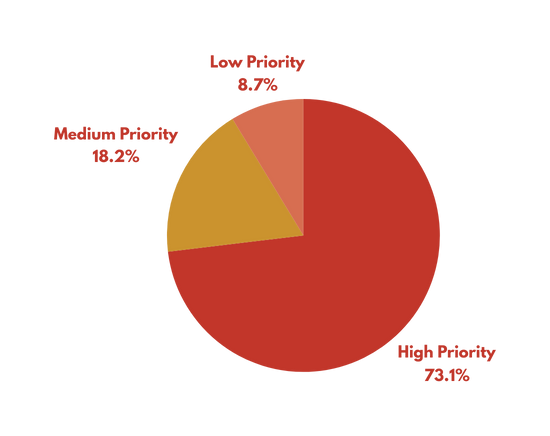 Low Priority
8.7%
Medium Priority
18.2%
High Priority
73.1%